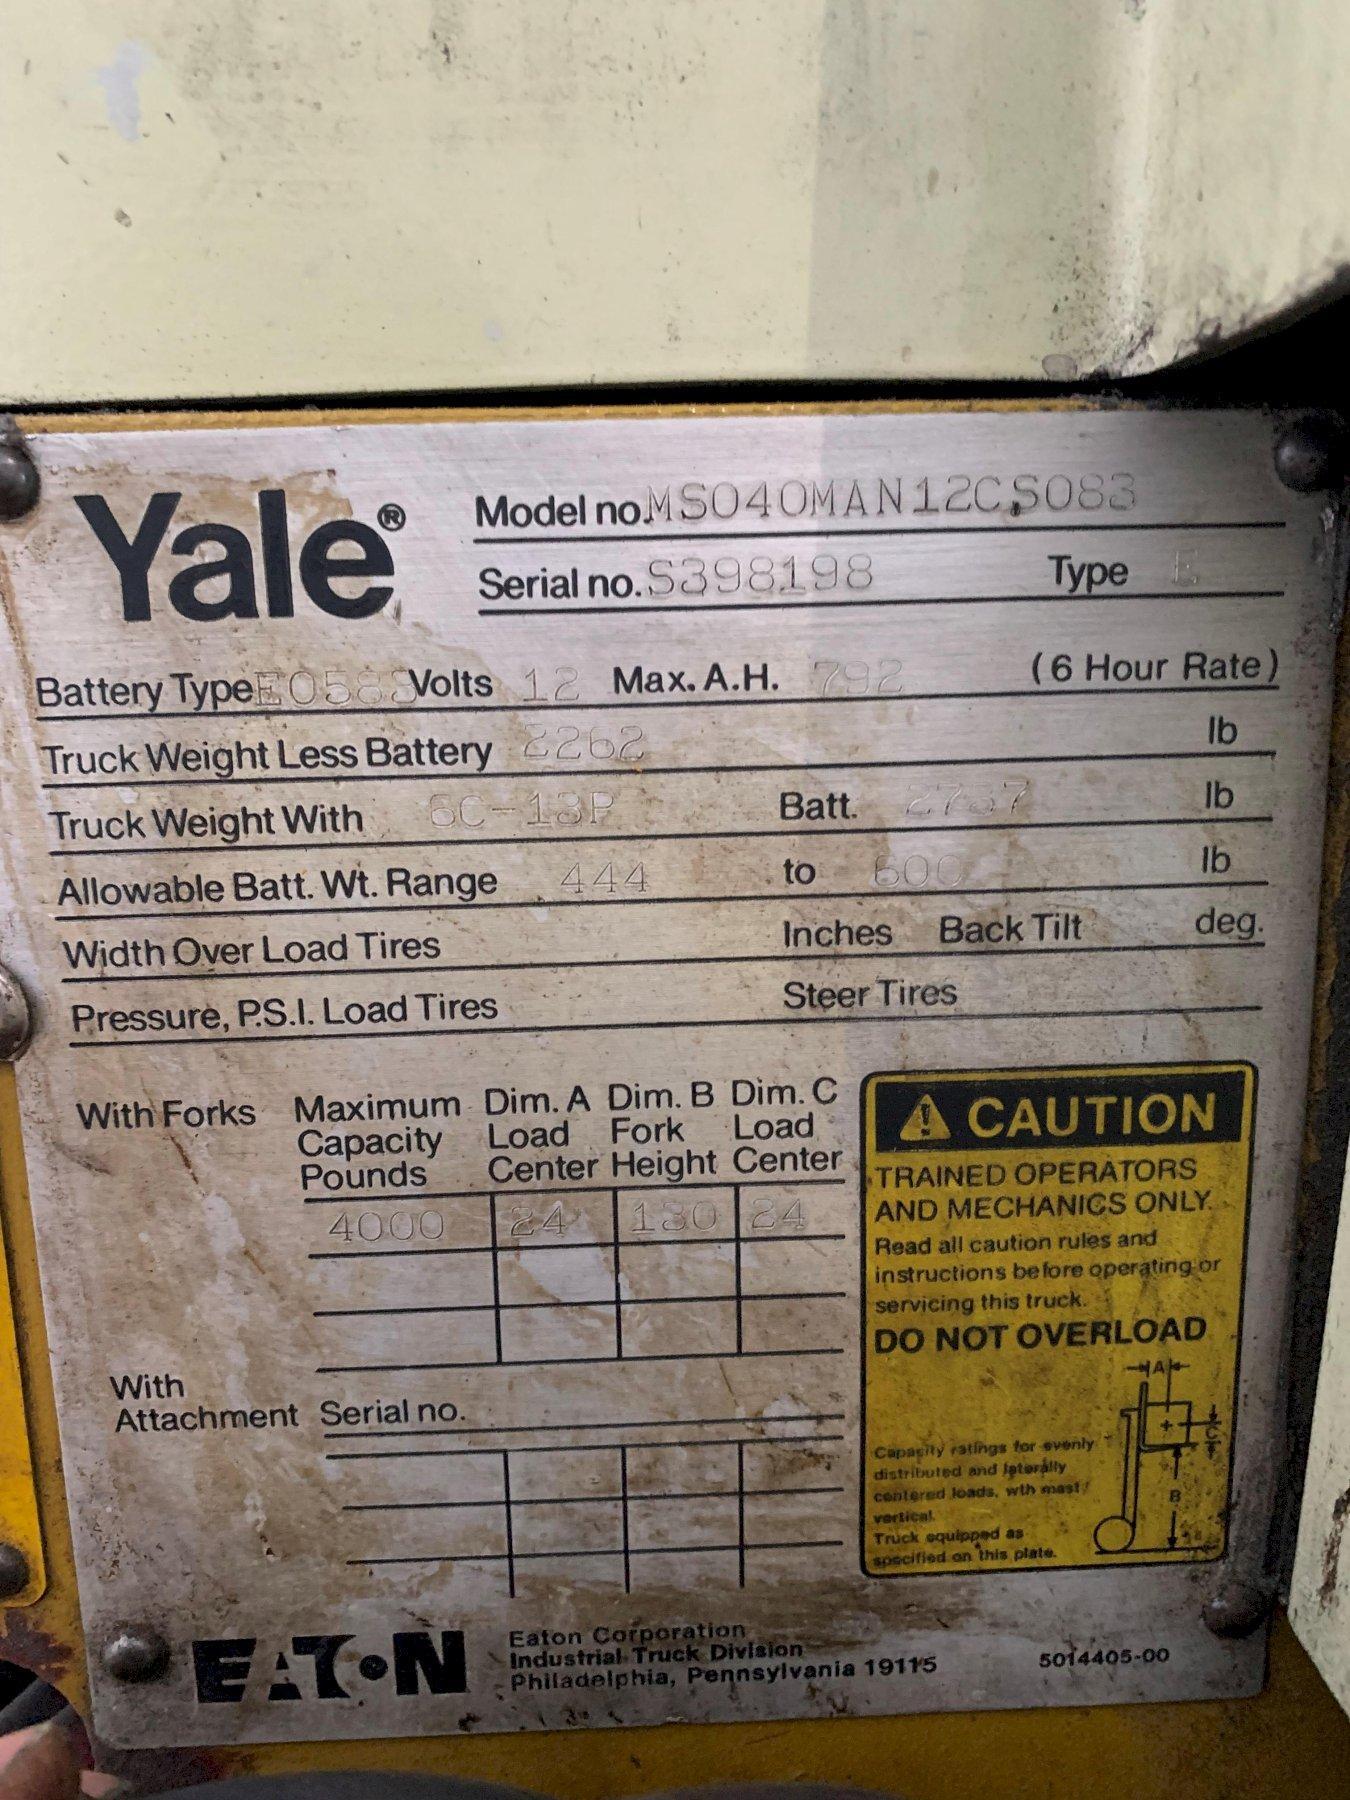 Yale®
Model no. MS040MAN12CS083
Serial no. S398198 Type E
Battery Type E0583 Volts 12 Max. A.H. 792 (6 Hour Rate)
Truck Weight Less Battery 2262 lb
Truck Weight With 6C-13P Batt. lb
Allowable Batt. Wt. Range 444 to 600 lb
Width Over Load Tires Inches Back Tilt deg.
Pressure, P.S.I. Load Tires Steer Tires
With Forks Maximum Dim. A Dim. B Dim. C
Capacity Load Fork Load
Pounds Center Height Center
4000 24 130 24
With
Attachment Serial no.
CAUTION
TRAINED OPERATORS
AND MECHANICS ONLY.
Read all caution rules and
instructions before operating or
servicing this truck.
DO NOT OVERLOAD
A
C
B
Capacity ratings for evenly
distributed and laterally
centered loads, wth mast
vertical.
Truck equipped as
specified on this plate.
EATON
Eaton Corporation
Industrial Truck Division
Philadelphia, Pennsylvania 19115
5014405-00